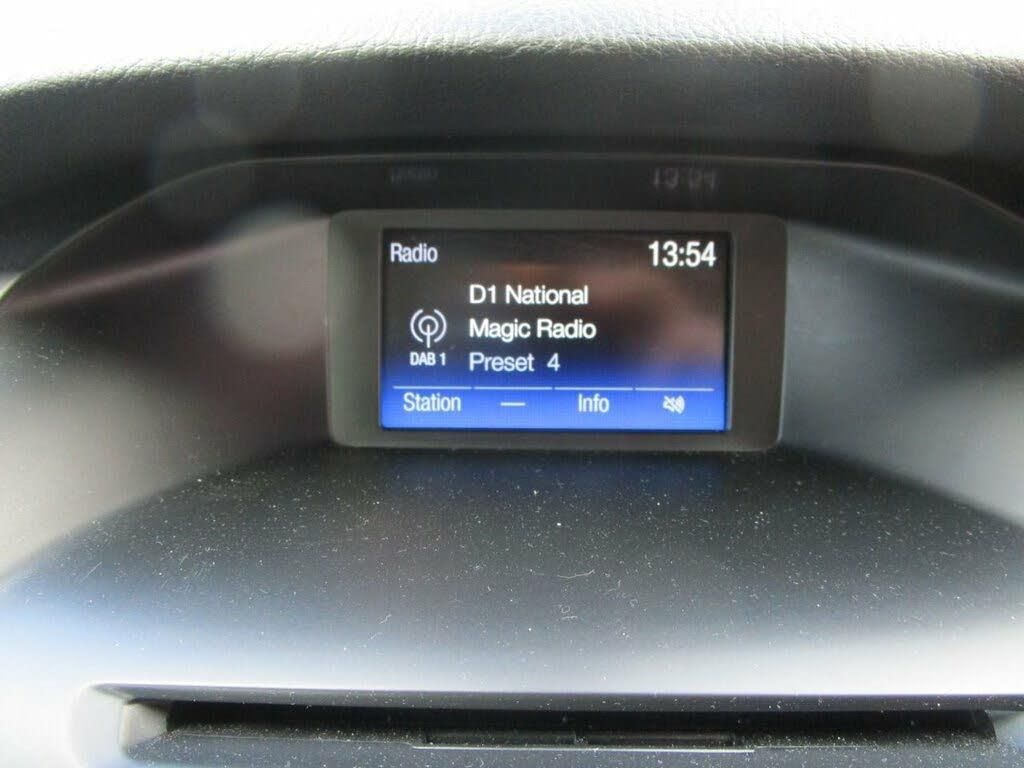 Radio 13:54
D1 National
Magic Radio
DAB 1 Preset 4
Station — Info